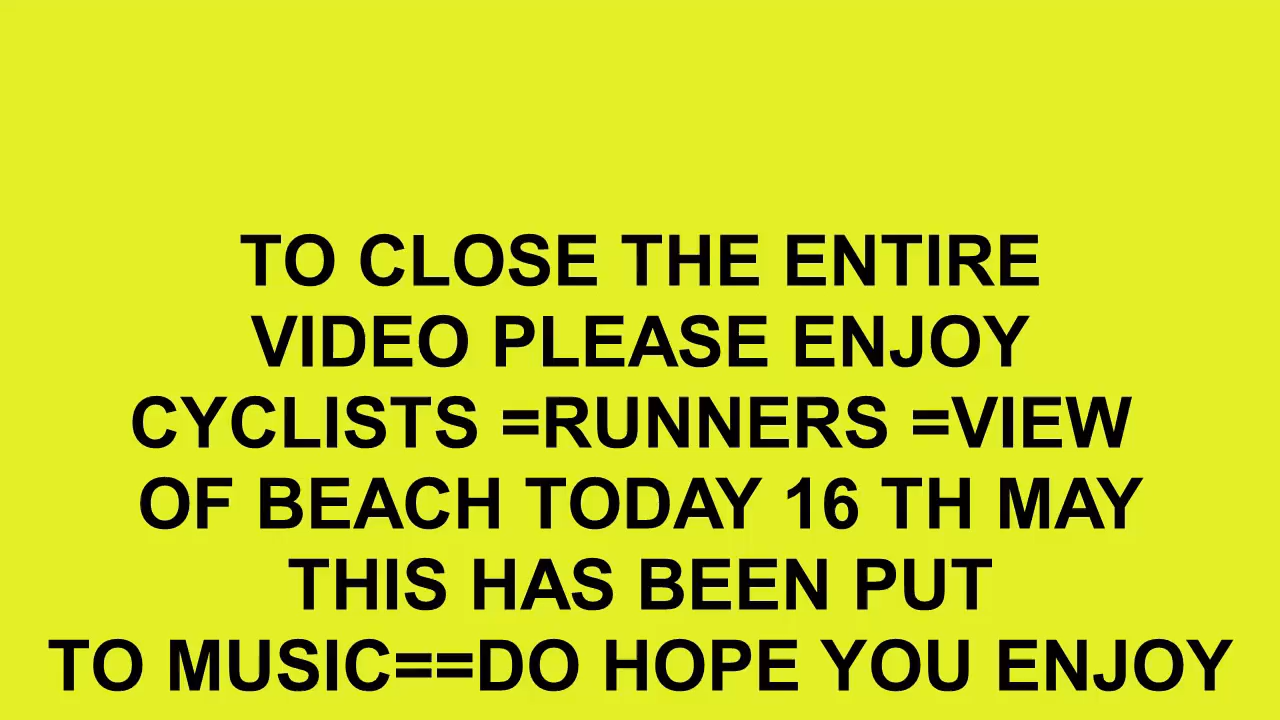 TO CLOSE THE ENTIRE
VIDEO PLEASE ENJOY
CYCLISTS =RUNNERS =VIEW
OF BEACH TODAY 16 TH MAY
THIS HAS BEEN PUT
TO MUSIC==DO HOPE YOU ENJOY